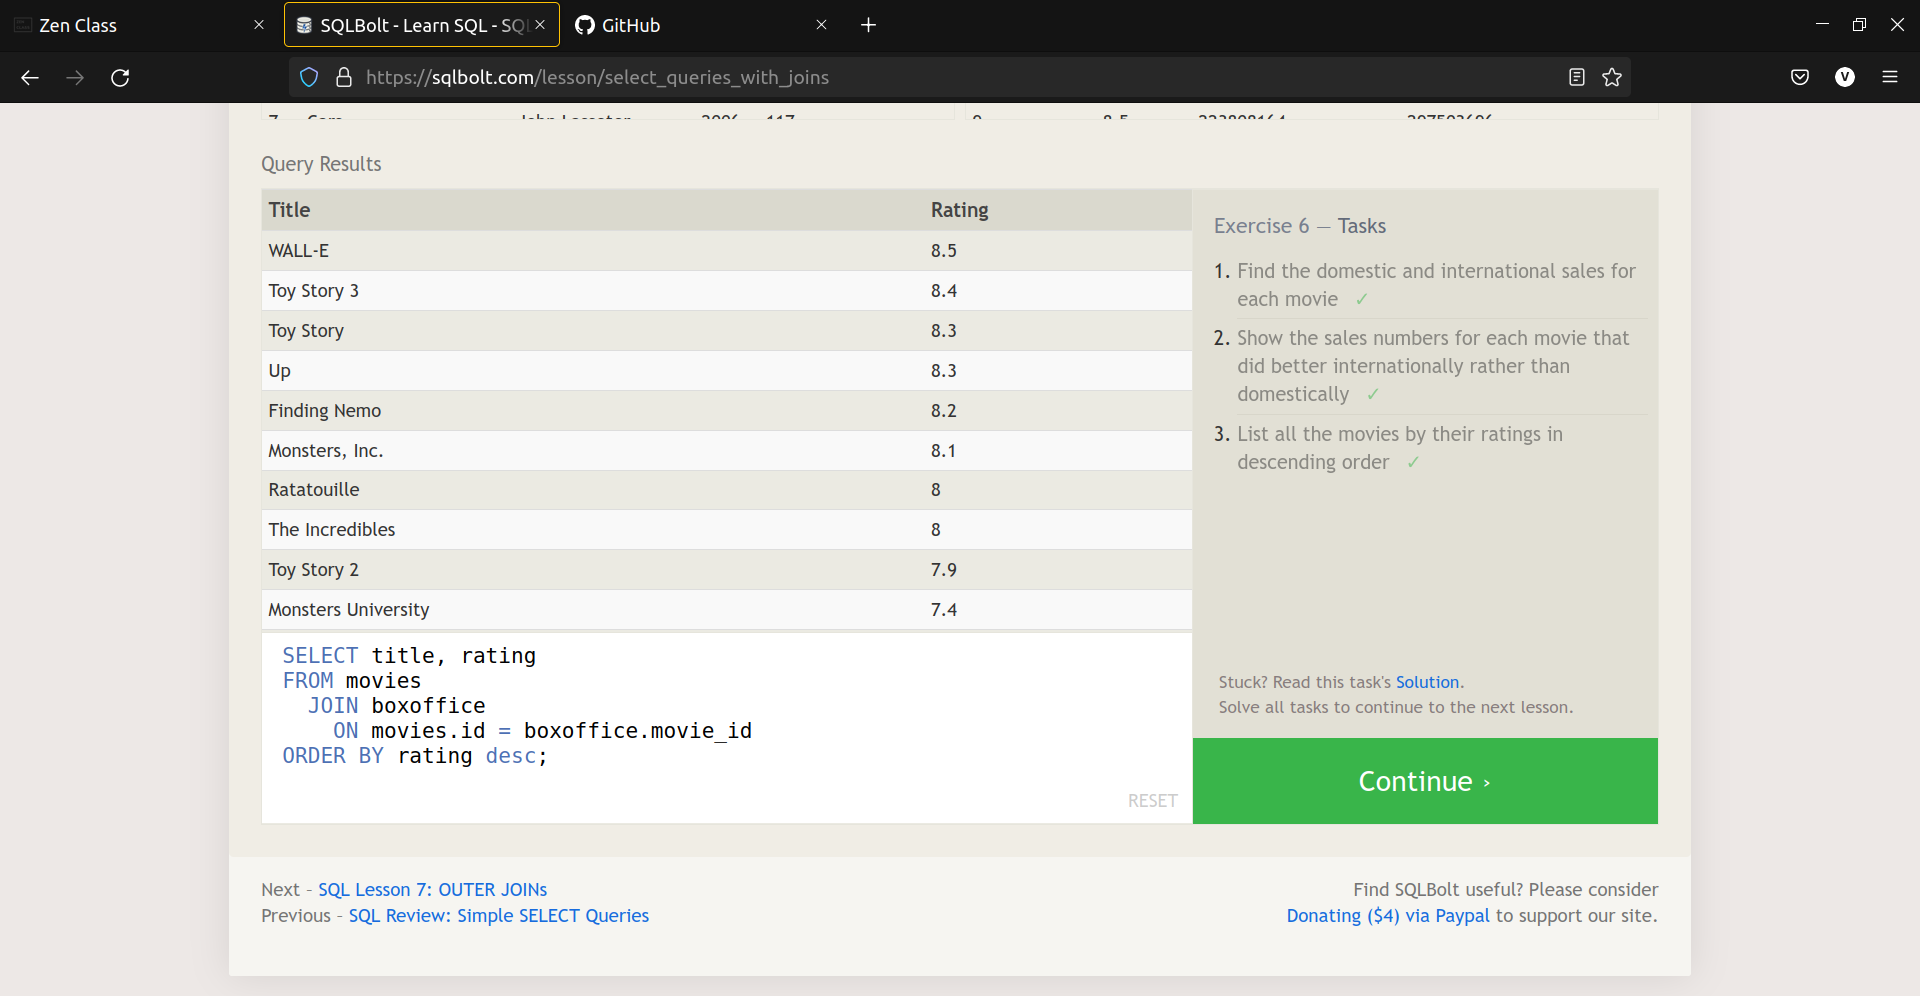 Zen Class
SQLBolt - Learn SQL - SQL
GitHub
https://sqlbolt.com/lesson/select_queries_with_joins
V
Query Results
Title Rating
WALL-E 8.5
Toy Story 3 8.4
Toy Story 8.3
Up 8.3
Finding Nemo 8.2
Monsters, Inc. 8.1
Ratatouille 8
The Incredibles 8
Toy Story 2 7.9
Monsters University 7.4
SELECT title, rating
FROM movies
JOIN boxoffice
ON movies.id = boxoffice.movie_id
ORDER BY rating desc;
RESET
Exercise 6 — Tasks
1. Find the domestic and international sales for
each movie ✓
2. Show the sales numbers for each movie that
did better internationally rather than
domestically ✓
3. List all the movies by their ratings in
descending order ✓
Stuck? Read this task's Solution.
Solve all tasks to continue to the next lesson.
Continue ›
Next - SQL Lesson 7: OUTER JOINs
Previous - SQL Review: Simple SELECT Queries
Find SQLBolt useful? Please consider
Donating ($4) via Paypal to support our site.